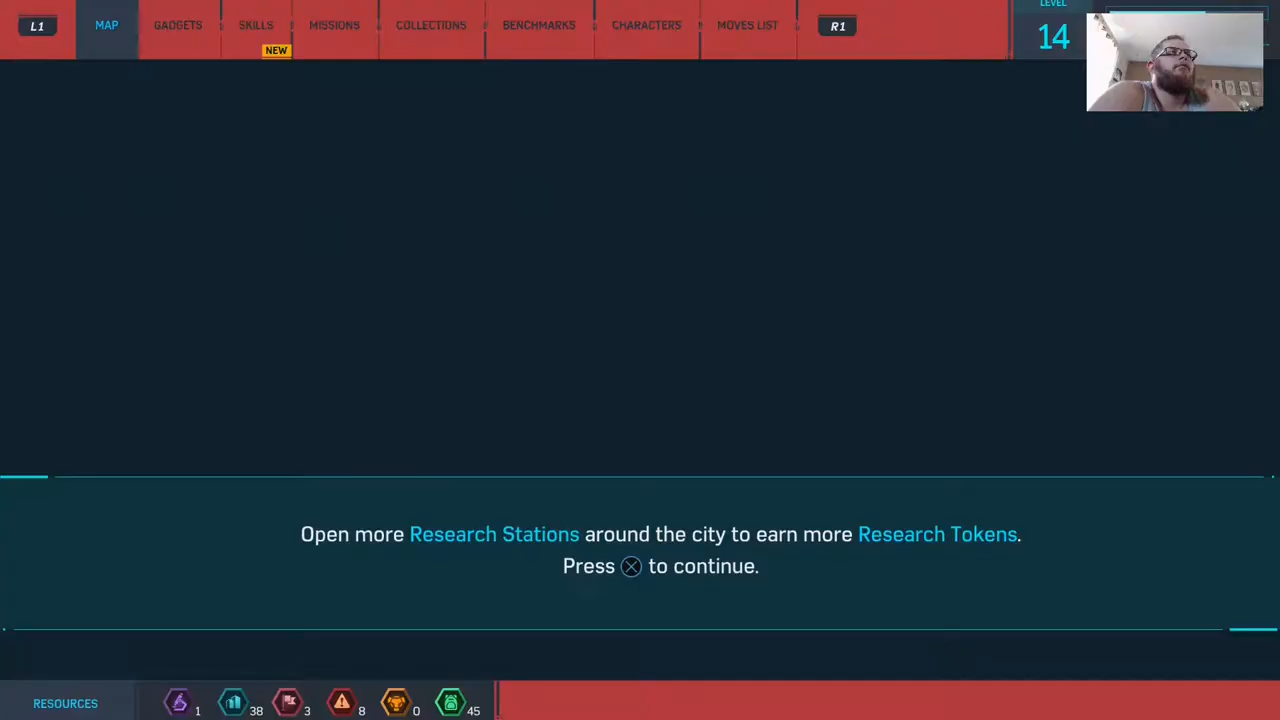 L1 MAP GADGETS SKILLS MISSIONS COLLECTIONS BENCHMARKS CHARACTERS MOVES LIST R1 LEVEL
NEW
14
Open more Research Stations around the city to earn more Research Tokens.
Press ⓧ to continue.
RESOURCES 1 38 3 8 0 45